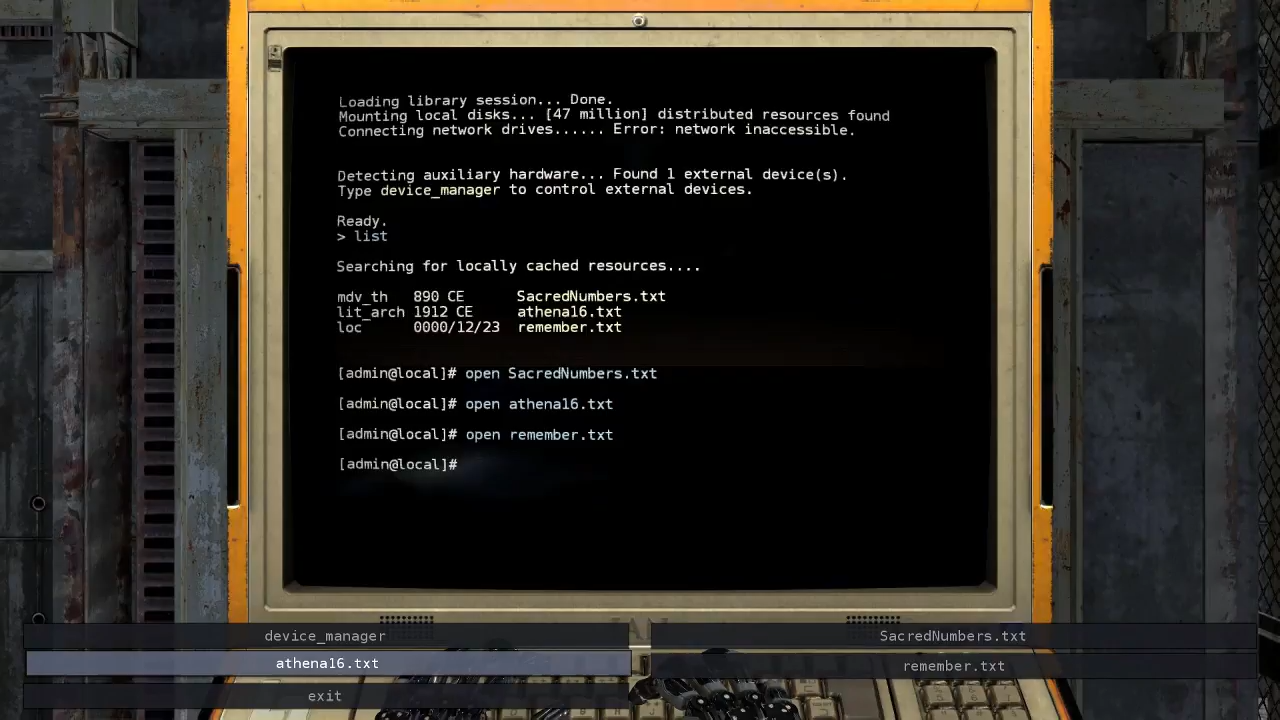 Loading library session... Done.
Mounting local disks... [47 million] distributed resources found
Connecting network drives...... Error: network inaccessible.
Detecting auxiliary hardware... Found 1 external device(s).
Type device_manager to control external devices.
Ready.
> list
Searching for locally cached resources....
mdv_th 890 CE SacredNumbers.txt
lit_arch 1912 CE athena16.txt
loc 0000/12/23 remember.txt
[admin@local]# open SacredNumbers.txt
[admin@local]# open athena16.txt
[admin@local]# open remember.txt
[admin@local]#
device_manager SacredNumbers.txt
athena16.txt remember.txt
exit